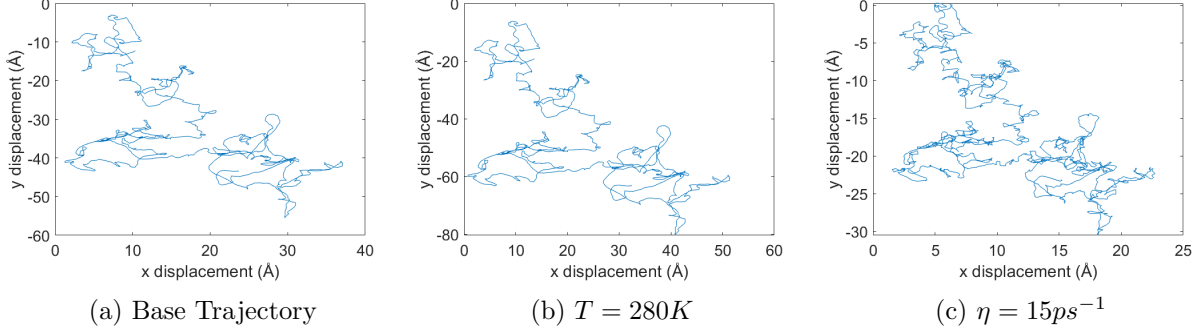 0
-10
-20
-30
-40
-50
-60
0 10 20 30 40
y displacement (Å)
x displacement (Å)
(a) Base Trajectory
0
-20
-40
-60
-80
0 10 20 30 40 50 60
y displacement (Å)
x displacement (Å)
(b) T = 280K
0
-5
-10
-15
-20
-25
-30
0 5 10 15 20 25
y displacement (Å)
x displacement (Å)
(c) η = 15ps⁻¹